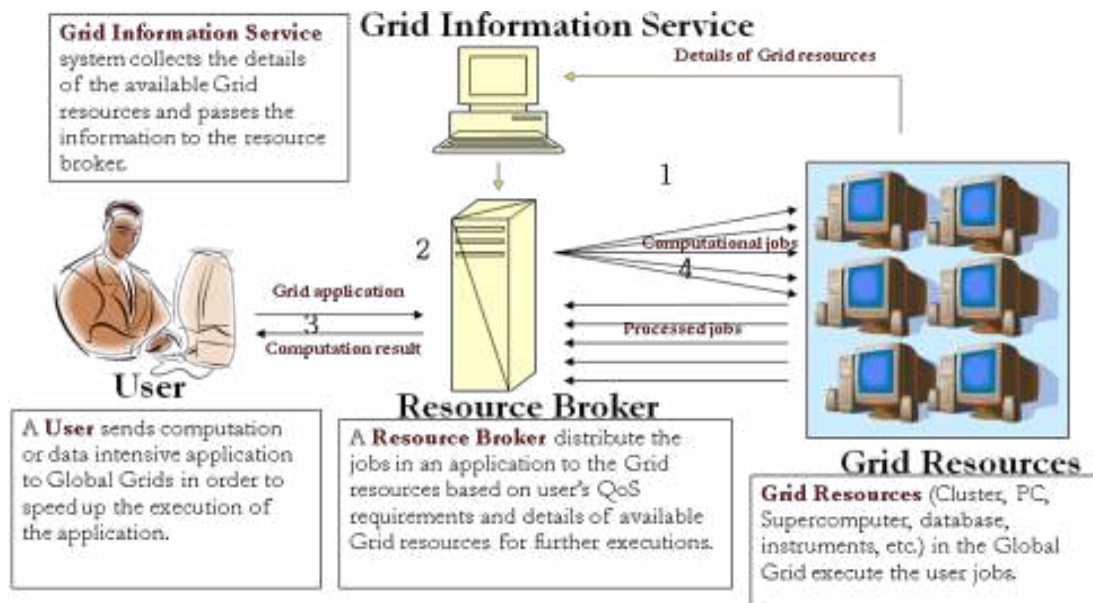 Grid Information Service
Grid Information Service
system collects the details
of the available Grid
resources and passes the
information to the resource
broker.
Details of Grid resources
1
2
Computational jobs
4
Grid application
3
Computation result
Processed jobs
User
Resource Broker
Grid Resources
A User sends computation
or data intensive application
to Global Grids in order to
speed up the execution of
the application.
A Resource Broker distribute the
jobs in an application to the Grid
resources based on user's QoS
requirements and details of available
Grid resources for further executions.
Grid Resources (Cluster, PC,
Supercomputer, database,
instruments, etc.) in the Global
Grid execute the user jobs.